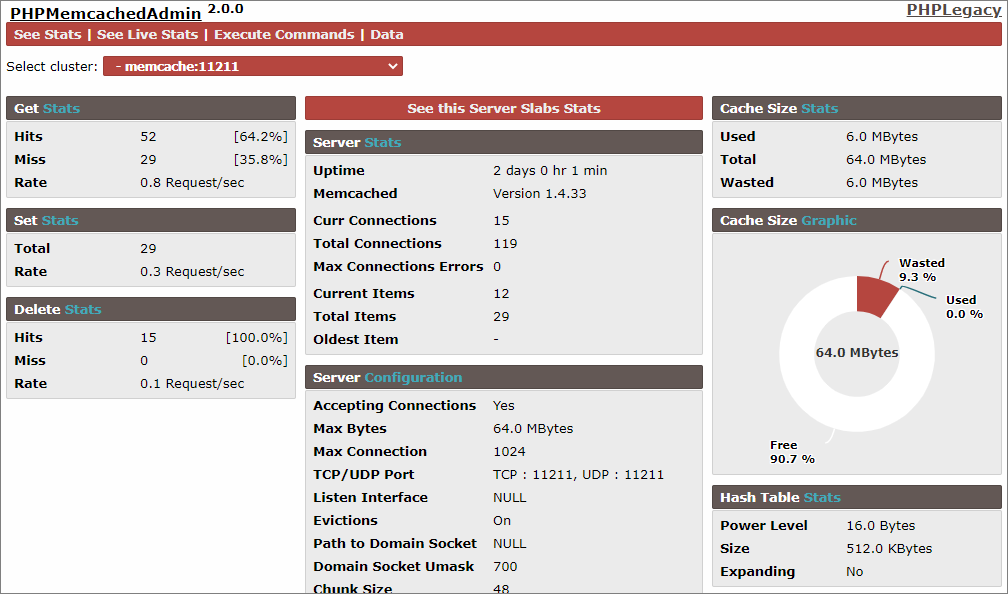 PHPMemcachedAdmin 2.0.0
PHPLegacy
See Stats | See Live Stats | Execute Commands | Data
Select cluster: - memcache:11211
Get Stats
Hits 52 [64.2%]
Miss 29 [35.8%]
Rate 0.8 Request/sec
Set Stats
Total 29
Rate 0.3 Request/sec
Delete Stats
Hits 15 [100.0%]
Miss 0 [0.0%]
Rate 0.1 Request/sec
See this Server Slabs Stats
Server Stats
Uptime 2 days 0 hr 1 min
Memcached Version 1.4.33
Curr Connections 15
Total Connections 119
Max Connections Errors 0
Current Items 12
Total Items 29
Oldest Item -
Server Configuration
Accepting Connections Yes
Max Bytes 64.0 MBytes
Max Connection 1024
TCP/UDP Port TCP : 11211, UDP : 11211
Listen Interface NULL
Evictions On
Path to Domain Socket NULL
Domain Socket Umask 700
Chunk Size 48
Cache Size Stats
Used 6.0 MBytes
Total 64.0 MBytes
Wasted 6.0 MBytes
Cache Size Graphic
Wasted
9.3 %
Used
0.0 %
64.0 MBytes
Free
90.7 %
Hash Table Stats
Power Level 16.0 Bytes
Size 512.0 KBytes
Expanding No